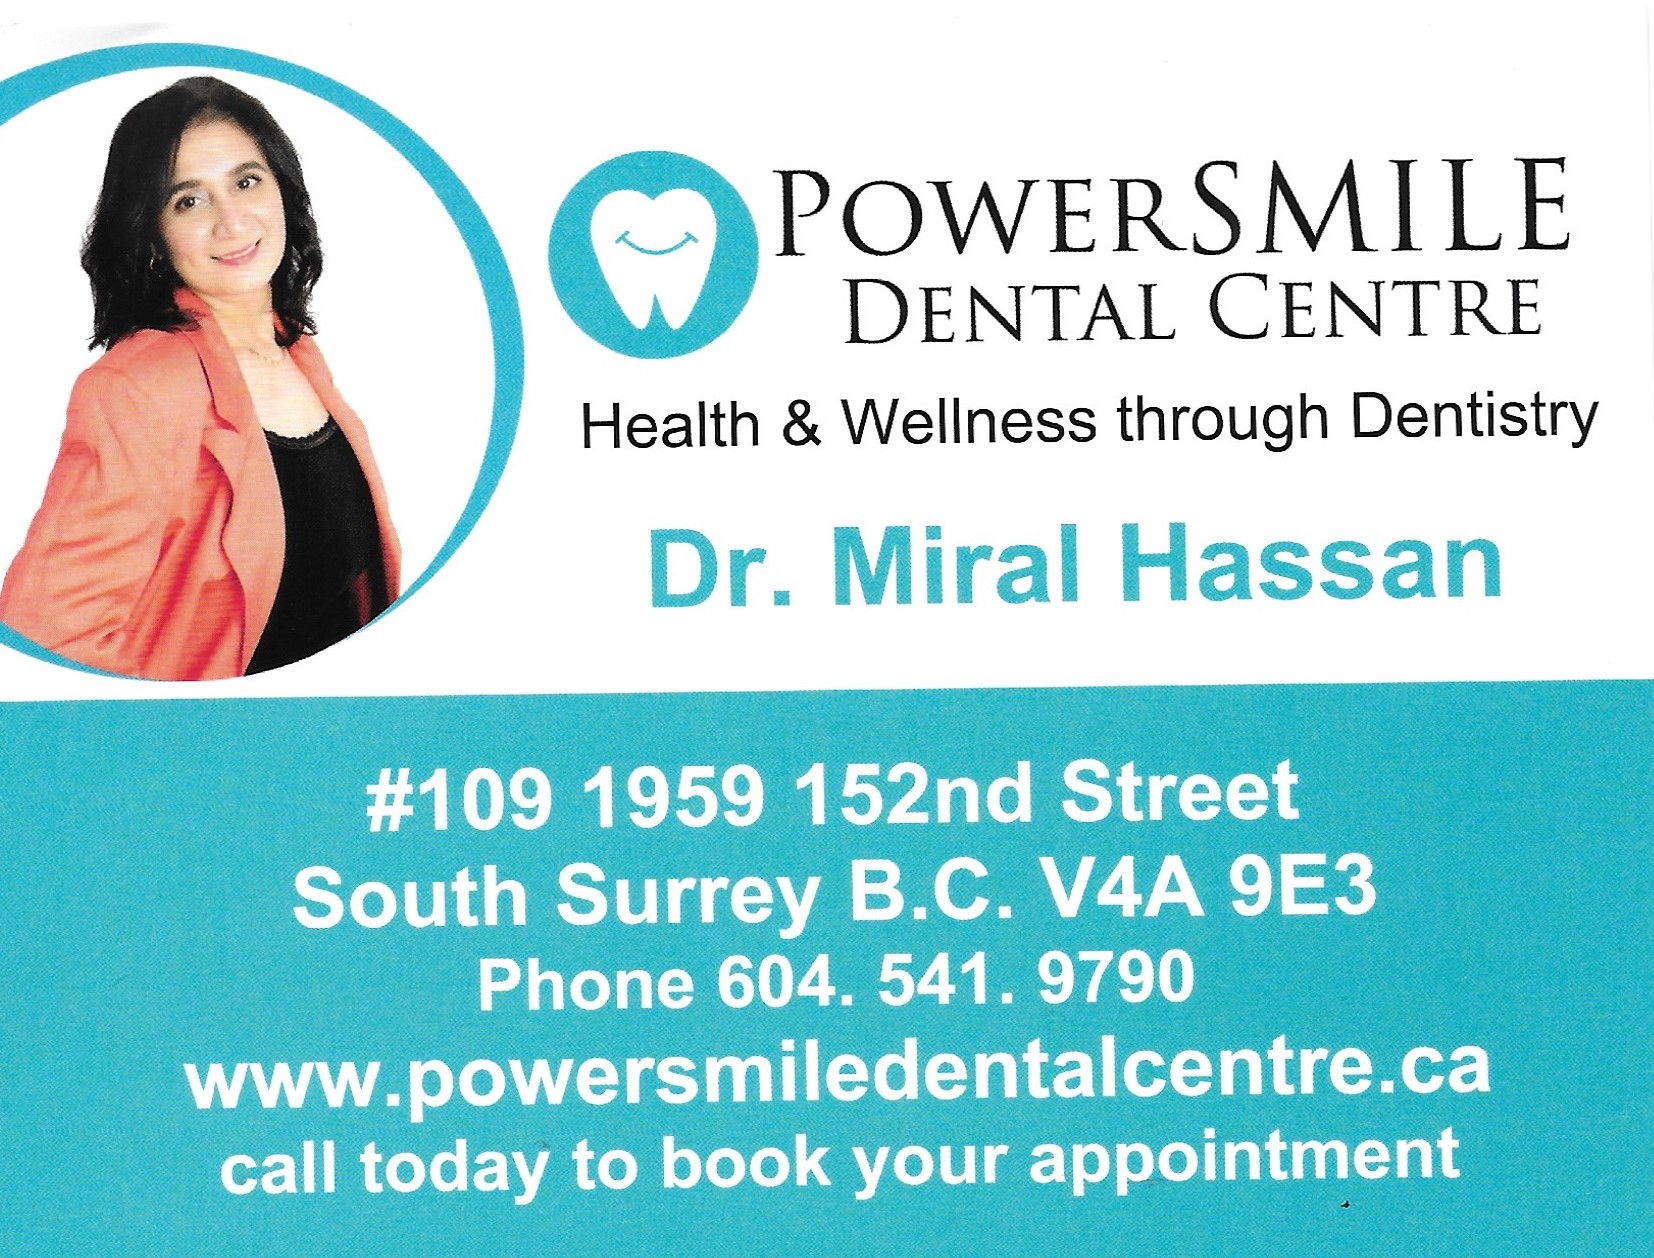 POWERSMILE
DENTAL CENTRE
Health & Wellness through Dentistry
Dr. Miral Hassan
#109 1959 152nd Street
South Surrey B.C. V4A 9E3
Phone 604. 541. 9790
www.powersmiledentalcentre.ca
call today to book your appointment